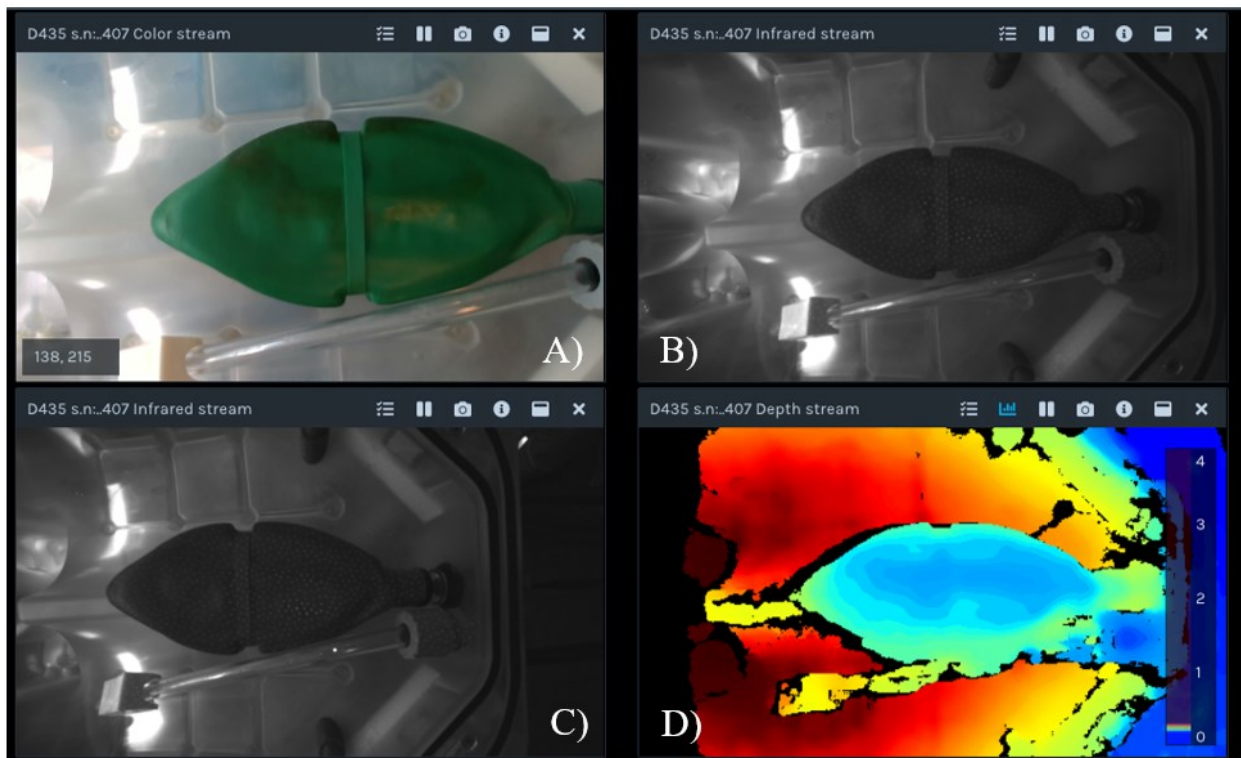 D435 s.n:..407 Color stream
138, 215
A)
D435 s.n:..407 Infrared stream
B)
D435 s.n:..407 Infrared stream
C)
D435 s.n:..407 Depth stream
4
3
2
1
0
D)